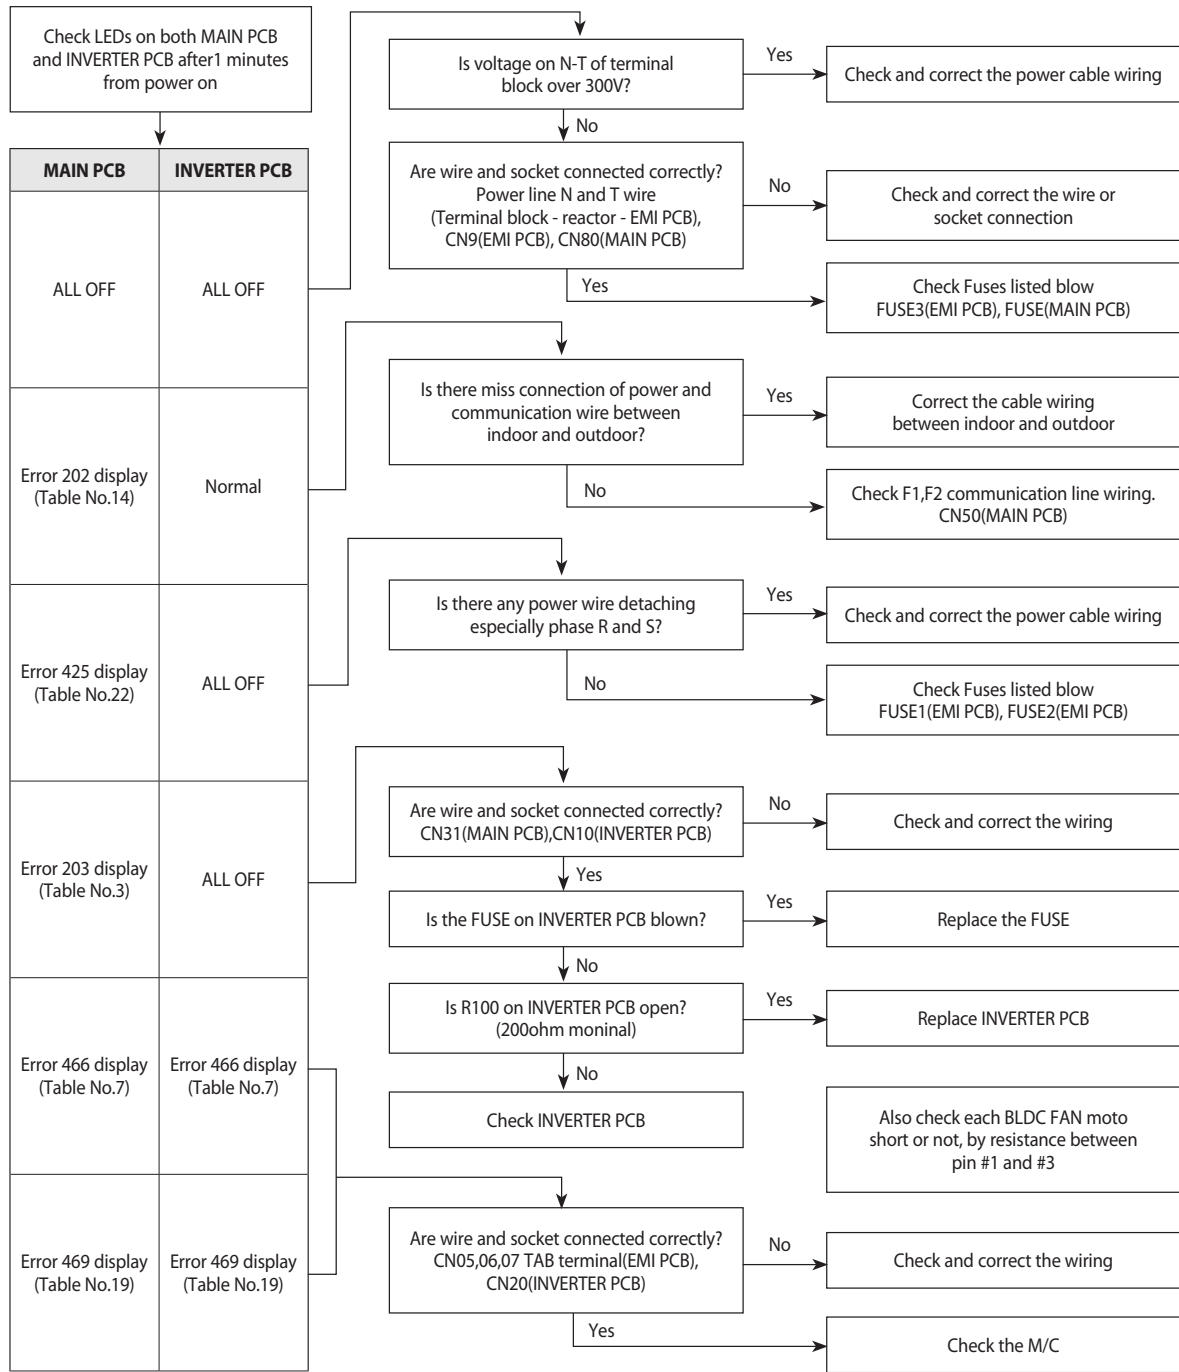 Check LEDs on both MAIN PCB
and INVERTER PCB after1 minutes
from power on
MAIN PCB
INVERTER PCB
ALL OFF
ALL OFF
Error 202 display
(Table No.14)
Normal
Error 425 display
(Table No.22)
ALL OFF
Error 203 display
(Table No.3)
ALL OFF
Error 466 display
(Table No.7)
Error 466 display
(Table No.7)
Error 469 display
(Table No.19)
Error 469 display
(Table No.19)
Is voltage on N-T of terminal
block over 300V?
Yes
Check and correct the power cable wiring
No
Are wire and socket connected correctly?
Power line N and T wire
(Terminal block - reactor - EMI PCB),
CN9(EMI PCB), CN80(MAIN PCB)
No
Check and correct the wire or
socket connection
Yes
Check Fuses listed blow
FUSE3(EMI PCB), FUSE(MAIN PCB)
Is there miss connection of power and
communication wire between
indoor and outdoor?
Yes
Correct the cable wiring
between indoor and outdoor
No
Check F1,F2 communication line wiring.
CN50(MAIN PCB)
Is there any power wire detaching
especially phase R and S?
Yes
Check and correct the power cable wiring
No
Check Fuses listed blow
FUSE1(EMI PCB), FUSE2(EMI PCB)
Are wire and socket connected correctly?
CN31(MAIN PCB),CN10(INVERTER PCB)
No
Check and correct the wiring
Yes
Is the FUSE on INVERTER PCB blown?
Yes
Replace the FUSE
No
Is R100 on INVERTER PCB open?
(200ohm moninal)
Yes
Replace INVERTER PCB
No
Check INVERTER PCB
Also check each BLDC FAN moto
short or not, by resistance between
pin #1 and #3
Are wire and socket connected correctly?
CN05,06,07 TAB terminal(EMI PCB),
CN20(INVERTER PCB)
No
Check and correct the wiring
Yes
Check the M/C